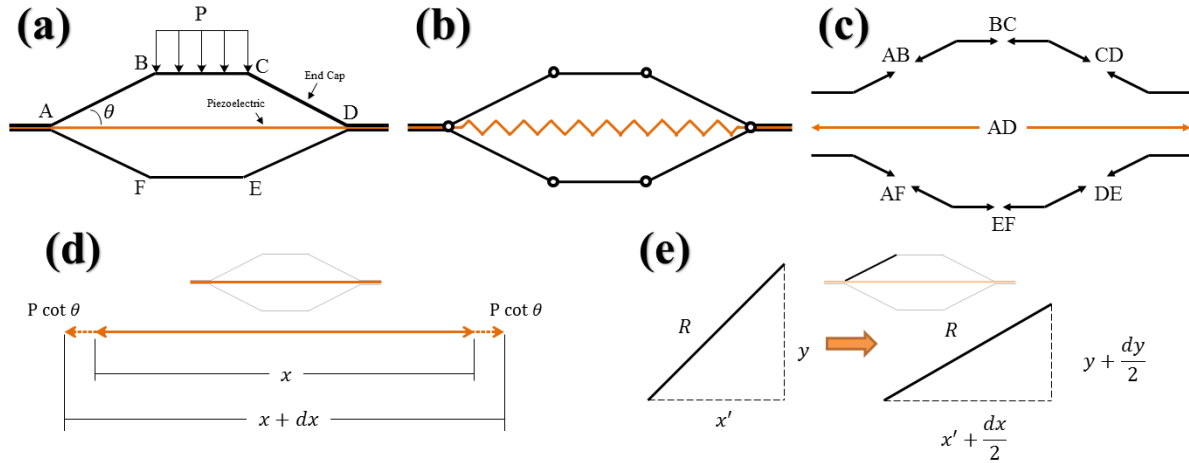 (a)
P
B
C
End Cap
A
θ
Piezoelectric
D
F
E
(b)
(c)
BC
AB
CD
AD
AF
DE
EF
(d)
P cot θ
P cot θ
x
x + dx
(e)
R
y
x′
R
y + dy/2
x′ + dx/2